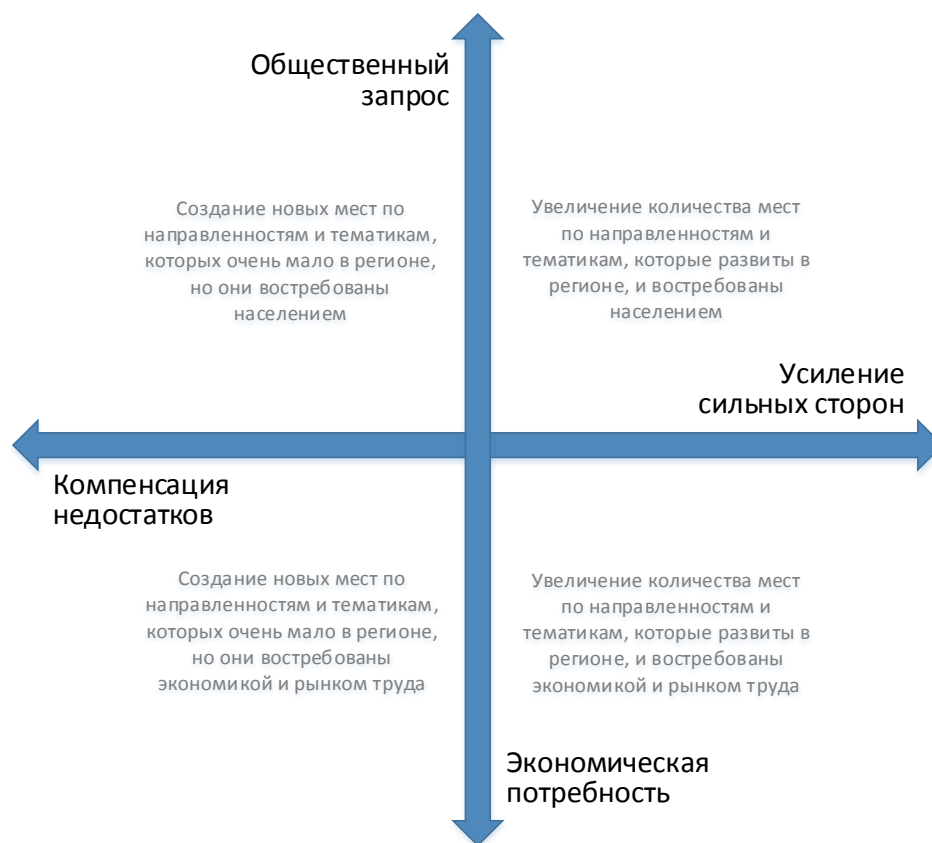 Общественный
запрос
Создание новых мест по
направленностям и тематикам,
которых очень мало в регионе,
но они востребованы
населением
Увеличение количества мест
по направленностям и
тематикам, которые развиты в
регионе, и востребованы
населением
Усиление
сильных сторон
Компенсация
недостатков
Создание новых мест по
направленностям и тематикам,
которых очень мало в регионе,
но они востребованы
экономикой и рынком труда
Увеличение количества мест
по направленностям и
тематикам, которые развиты в
регионе, и востребованы
экономикой и рынком труда
Экономическая
потребность